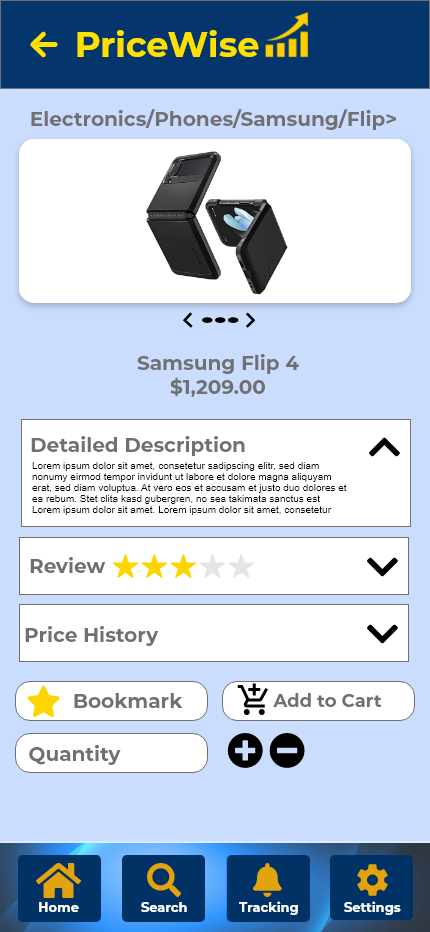 PriceWise
Electronics/Phones/Samsung/Flip>
Samsung Flip 4
$1,209.00
Detailed Description
Lorem ipsum dolor sit amet, consetetur sadipscing elitr, sed diam
nonumy eirmod tempor invidunt ut labore et dolore magna aliquyam
erat, sed diam voluptua. At vero eos et accusam et justo duo dolores et
ea rebum. Stet clita kasd gubergren, no sea takimata sanctus est
Lorem ipsum dolor sit amet. Lorem ipsum dolor sit amet, consetetur
Review
Price History
Bookmark
Add to Cart
Quantity
Home
Search
Tracking
Settings